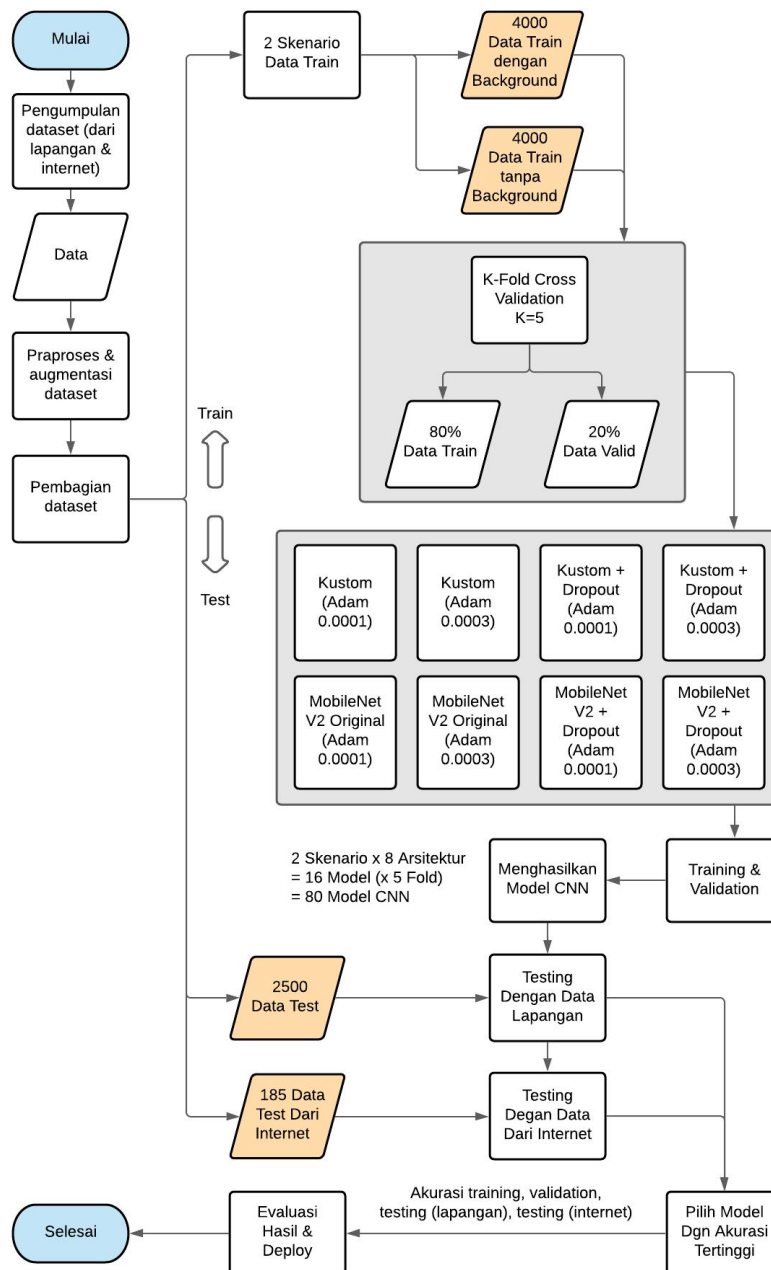 Mulai
Pengumpulan
dataset (dari
lapangan &
internet)
Data
Praproses &
augmentasi
dataset
Pembagian
dataset
Train
Test
2 Skenario
Data Train
4000
Data Train
dengan
Background
4000
Data Train
tanpa
Background
K-Fold Cross
Validation
K=5
80%
Data Train
20%
Data Valid
Kustom
(Adam
0.0001)
Kustom
(Adam
0.0003)
Kustom +
Dropout
(Adam
0.0001)
Kustom +
Dropout
(Adam
0.0003)
MobileNet
V2 Original
(Adam
0.0001)
MobileNet
V2 Original
(Adam
0.0003)
MobileNet
V2 +
Dropout
(Adam
0.0001)
MobileNet
V2 +
Dropout
(Adam
0.0003)
2 Skenario x 8 Arsitektur
= 16 Model (x 5 Fold)
= 80 Model CNN
Menghasilkan
Model CNN
Training &
Validation
2500
Data Test
Testing
Dengan Data
Lapangan
185 Data
Test Dari
Internet
Testing
Degan Data
Dari Internet
Selesai
Evaluasi
Hasil &
Deploy
Akurasi training, validation,
testing (lapangan), testing (internet)
Pilih Model
Dgn Akurasi
Tertinggi